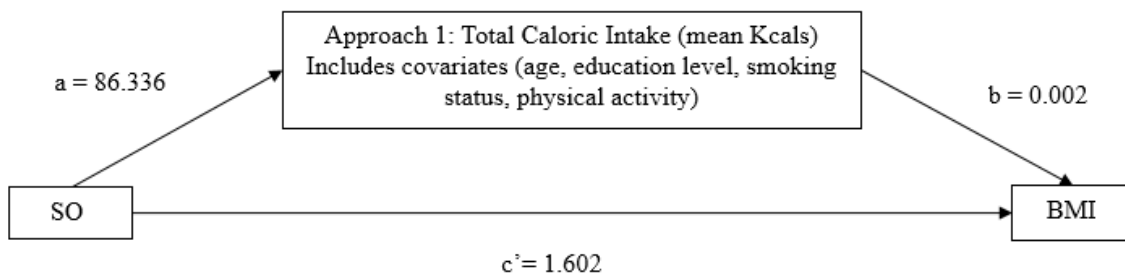 Approach 1: Total Caloric Intake (mean Kcals)
Includes covariates (age, education level, smoking
status, physical activity)
a = 86.336
b = 0.002
SO
BMI
c’= 1.602